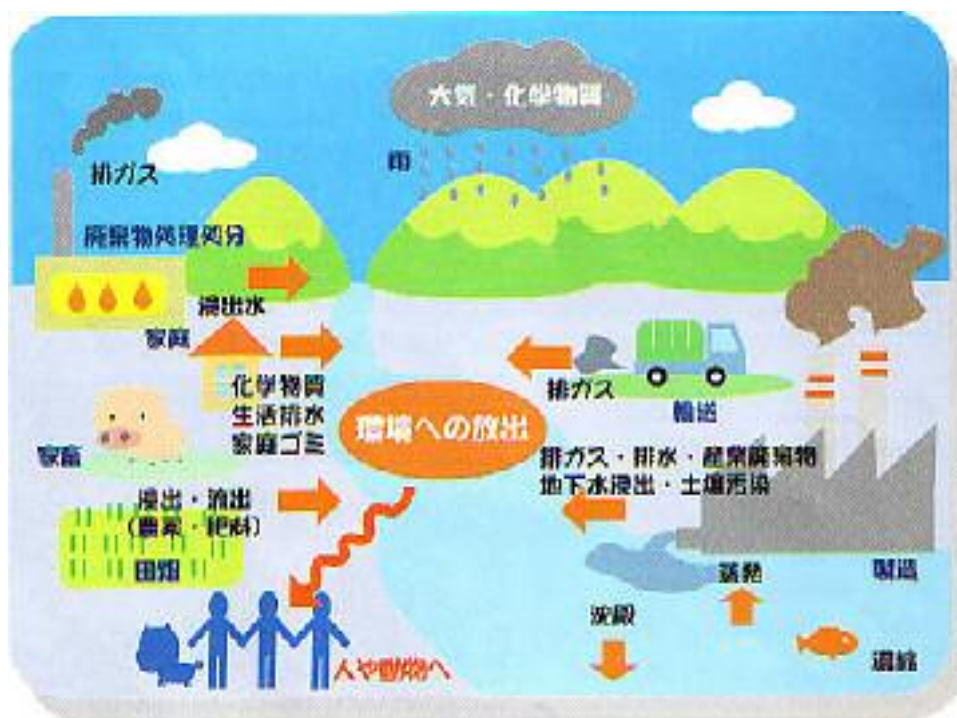 大気・化学物質
雨
排ガス
廃棄物処理処分
浸出水
家庭
化学物質
生活排水
家庭ゴミ
排ガス
輸送
環境への放出
家畜
排ガス・排水・産業廃棄物
地下水浸出・土壌汚染
浸出・流出
(農薬・肥料)
田畑
蒸発
製造
沈殿
濃縮
人や動物へ